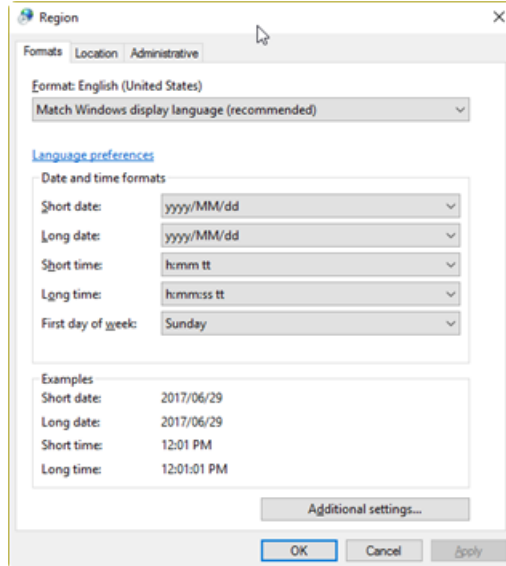 Region
Formats Location Administrative
Format: English (United States)
Match Windows display language (recommended)
Language preferences
Date and time formats
Short date: yyyy/MM/dd
Long date: yyyy/MM/dd
Short time: h:mm tt
Long time: h:mm:ss tt
First day of week: Sunday
Examples
Short date: 2017/06/29
Long date: 2017/06/29
Short time: 12:01 PM
Long time: 12:01:01 PM
Additional settings...
OK Cancel Apply